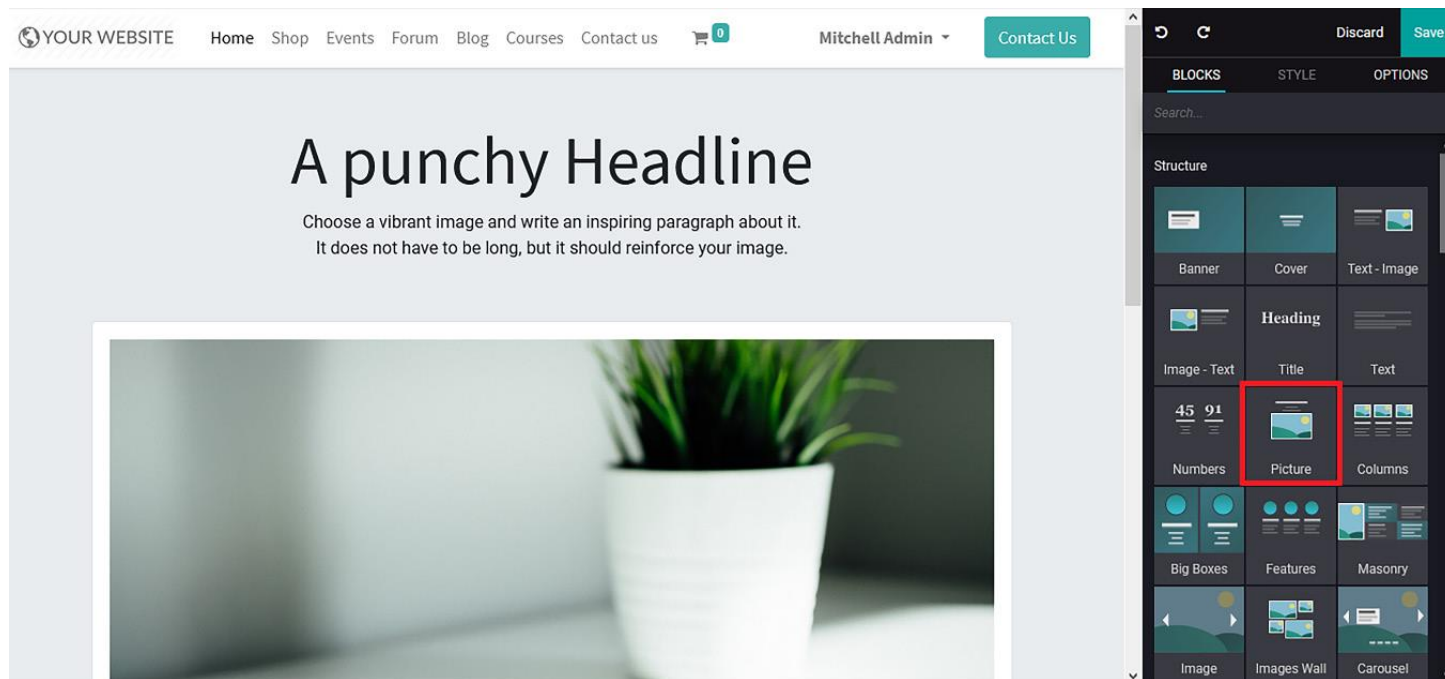 YOUR WEBSITE Home Shop Events Forum Blog Courses Contact us 0 Mitchell Admin Contact Us
A punchy Headline
Choose a vibrant image and write an inspiring paragraph about it.
It does not have to be long, but it should reinforce your image.
Discard Save
BLOCKS STYLE OPTIONS
Search...
Structure
Banner Cover Text - Image
Heading
Image - Text Title Text
45 91
Numbers Picture Columns
Big Boxes Features Masonry
Image Images Wall Carousel